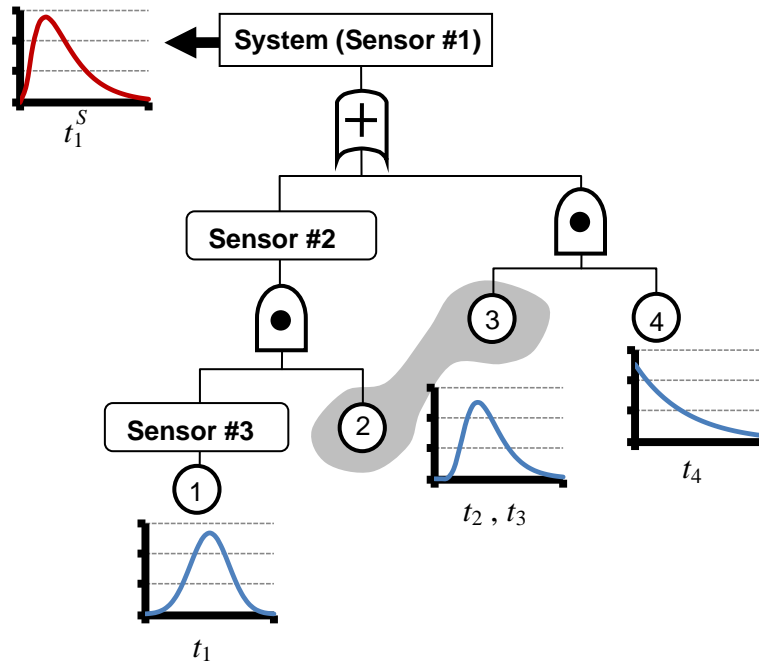 System (Sensor #1)
t₁ˢ
Sensor #2
3
4
Sensor #3
2
1
t₄
t₂ , t₃
t₁